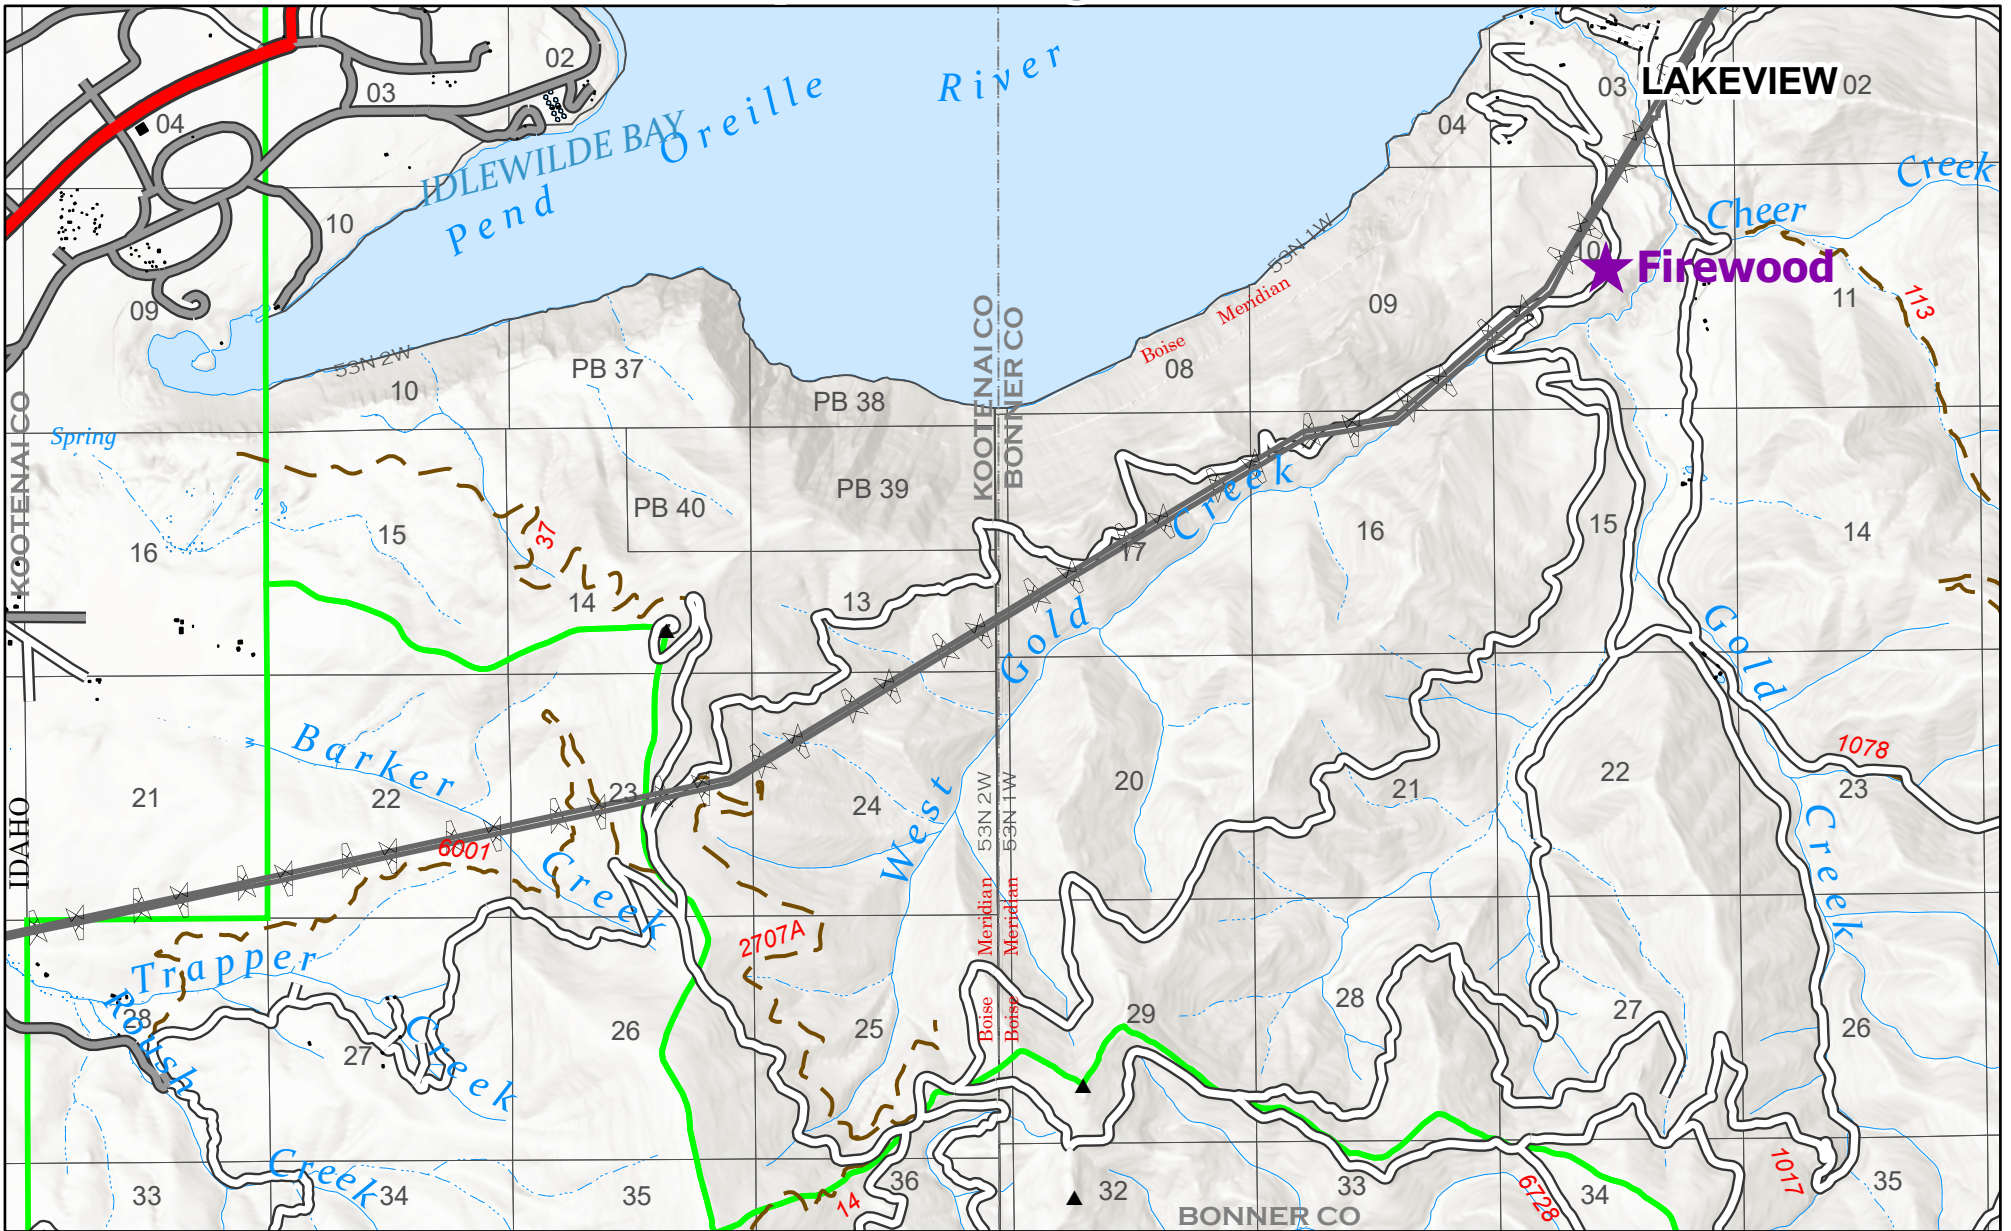 02
03
04
IDLEWILDE BAY
Pend Oreille River
10
09
03
LAKEVIEW
02
04
Creek
Cheer
Firewood
11
113
53N 1W
Boise Meridian
09
08
53N 2W
10
PB 37
PB 38
KOOTENAI CO
BONNER CO
KOOTENAI CO
Spring
PB 39
PB 40
37
16
15
14
13
17
16
15
14
West Gold Creek
Gold Creek
Barker Creek
1078
21
22
23
24
20
21
22
23
IDAHO
6001
53N 2W
53N 1W
Boise Meridian
Boise Meridian
2707A
Trapper Creek
Roush Creek
28
27
26
25
29
28
27
26
33
34
35
36
14
32
33
6728
34
1017
35
BONNER CO